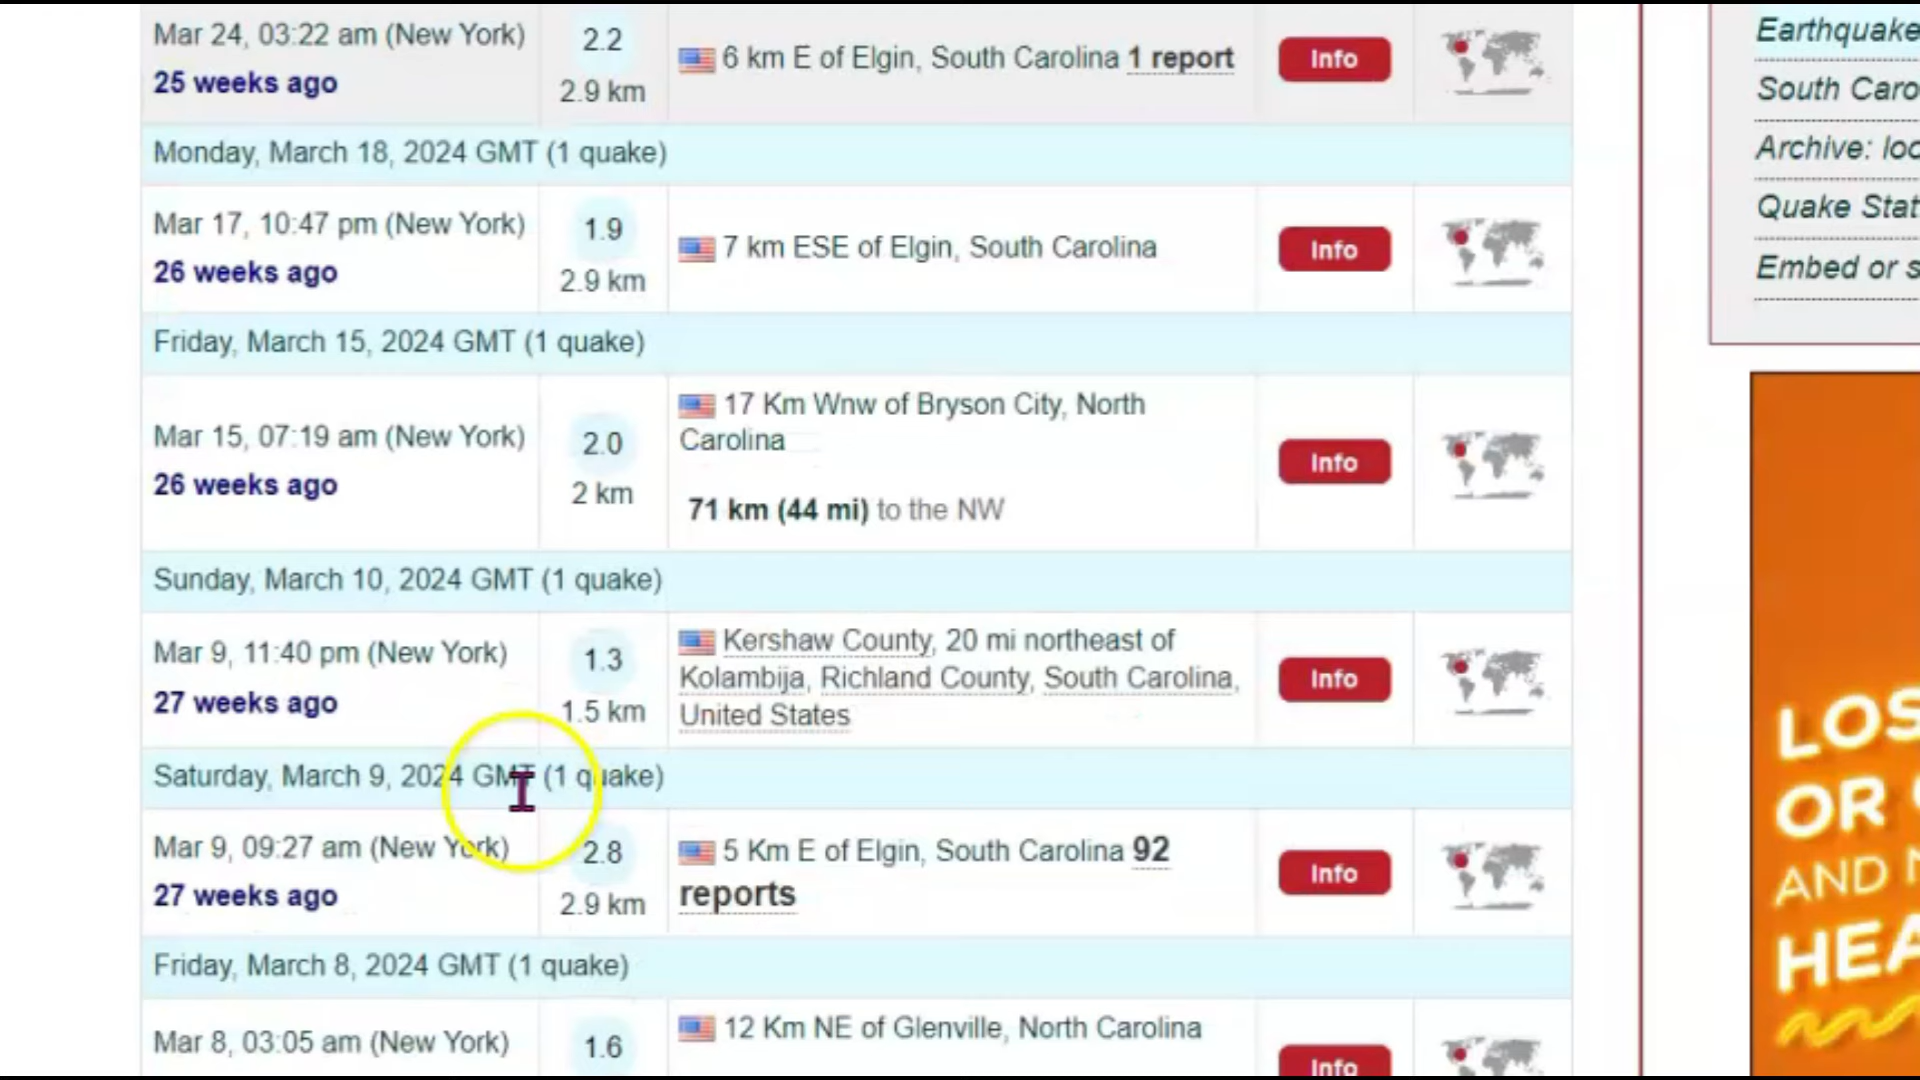 Mar 24, 03:22 am (New York)
25 weeks ago
2.2
2.9 km
6 km E of Elgin, South Carolina 1 report
Info
Monday, March 18, 2024 GMT (1 quake)
Mar 17, 10:47 pm (New York)
26 weeks ago
1.9
2.9 km
7 km ESE of Elgin, South Carolina
Info
Friday, March 15, 2024 GMT (1 quake)
Mar 15, 07:19 am (New York)
26 weeks ago
2.0
2 km
17 Km Wnw of Bryson City, North
Carolina
71 km (44 mi) to the NW
Info
Sunday, March 10, 2024 GMT (1 quake)
Mar 9, 11:40 pm (New York)
27 weeks ago
1.3
1.5 km
Kershaw County, 20 mi northeast of
Kolambija, Richland County, South Carolina,
United States
Info
Saturday, March 9, 2024 GMT (1 quake)
Mar 9, 09:27 am (New York)
27 weeks ago
2.8
2.9 km
5 Km E of Elgin, South Carolina 92
reports
Info
Friday, March 8, 2024 GMT (1 quake)
Mar 8, 03:05 am (New York)
1.6
12 Km NE of Glenville, North Carolina
Info
Earthquake
South Caro
Archive: loc
Quake Stat
Embed or s
LOS
OR
AND N
HEA